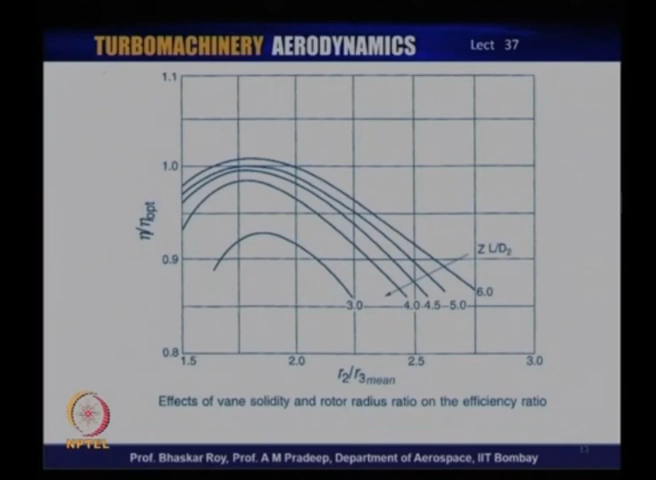 TURBOMACHINERY AERODYNAMICS Lect 37
1.1
1.0
0.9
0.8
η/ηopt
Z L/D2
3.0 4.0 4.5 5.0 6.0
1.5 2.0 2.5 3.0
r2/r3mean
Effects of vane solidity and rotor radius ratio on the efficiency ratio
NPTEL
13
Prof. Bhaskar Roy, Prof. A M Pradeep, Department of Aerospace, IIT Bombay